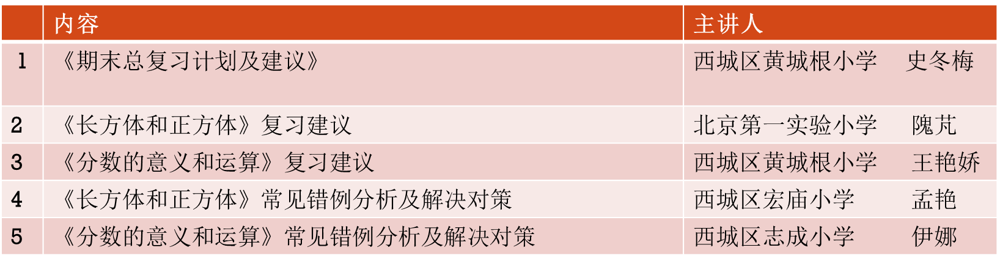 内容 主讲人
1 《期末总复习计划及建议》 西城区黄城根小学 史冬梅
2 《长方体和正方体》复习建议 北京第一实验小学 隗芃
3 《分数的意义和运算》复习建议 西城区黄城根小学 王艳娇
4 《长方体和正方体》常见错例分析及解决对策 西城区宏庙小学 孟艳
5 《分数的意义和运算》常见错例分析及解决对策 西城区志成小学 伊娜